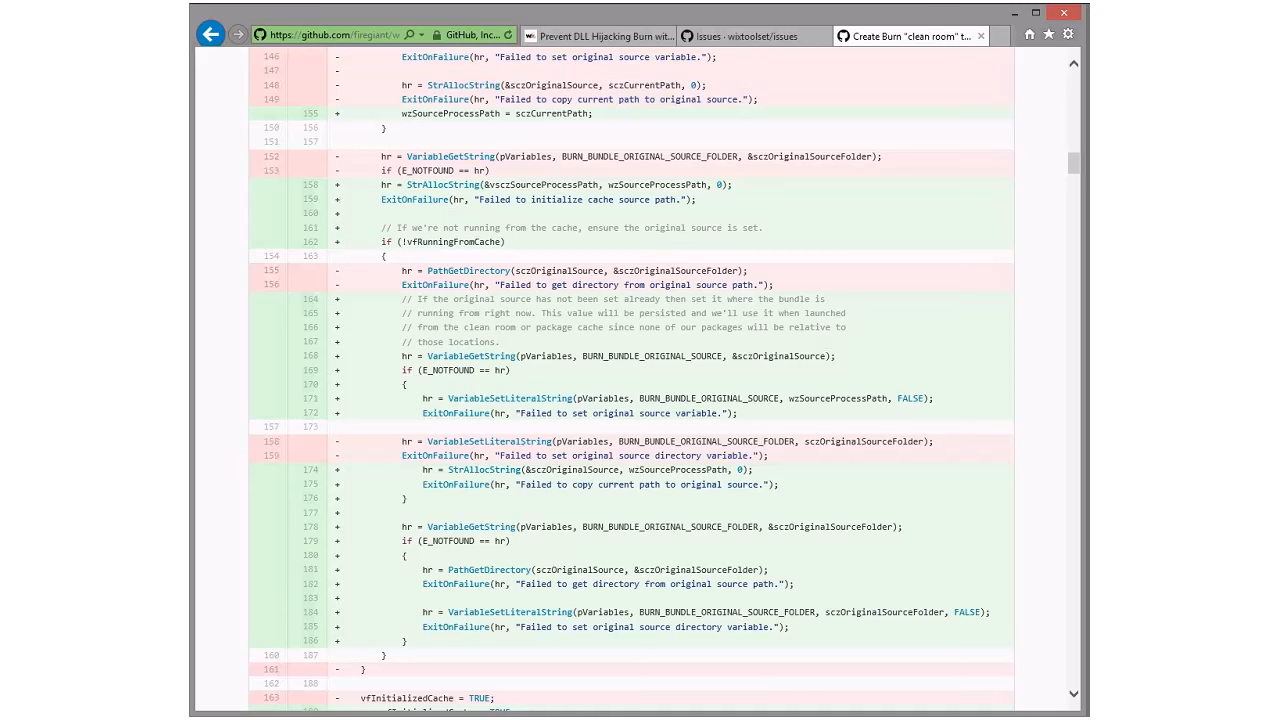 https://github.com/firegiant/w
GitHub, Inc...
Prevent DLL Hijacking Burn wit...
Issues · wixtoolset/issues
Create Burn "clean room" t...
146 - ExitOnFailure(hr, "Failed to set original source variable.");
147 -
148 - hr = StrAllocString(&sczOriginalSource, sczCurrentPath, 0);
149 - ExitOnFailure(hr, "Failed to copy current path to original source.");
155 + wzSourceProcessPath = sczCurrentPath;
150 156 }
151 157
152 - hr = VariableGetString(pVariables, BURN_BUNDLE_ORIGINAL_SOURCE_FOLDER, &sczOriginalSourceFolder);
153 - if (E_NOTFOUND == hr)
158 + hr = StrAllocString(&vsczSourceProcessPath, wzSourceProcessPath, 0);
159 + ExitOnFailure(hr, "Failed to initialize cache source path.");
160 +
161 + // If we're not running from the cache, ensure the original source is set.
162 + if (!vfRunningFromCache)
154 163 {
155 - hr = PathGetDirectory(sczOriginalSource, &sczOriginalSourceFolder);
156 - ExitOnFailure(hr, "Failed to get directory from original source path.");
164 + // If the original source has not been set already then set it where the bundle is
165 + // running from right now. This value will be persisted and we'll use it when launched
166 + // from the clean room or package cache since none of our packages will be relative to
167 + // those locations.
168 + hr = VariableGetString(pVariables, BURN_BUNDLE_ORIGINAL_SOURCE, &sczOriginalSource);
169 + if (E_NOTFOUND == hr)
170 + {
171 + hr = VariableSetLiteralString(pVariables, BURN_BUNDLE_ORIGINAL_SOURCE, wzSourceProcessPath, FALSE);
172 + ExitOnFailure(hr, "Failed to set original source variable.");
157 173
158 - hr = VariableSetLiteralString(pVariables, BURN_BUNDLE_ORIGINAL_SOURCE_FOLDER, sczOriginalSourceFolder);
159 - ExitOnFailure(hr, "Failed to set original source directory variable.");
174 + hr = StrAllocString(&sczOriginalSource, wzSourceProcessPath, 0);
175 + ExitOnFailure(hr, "Failed to copy current path to original source.");
176 + }
177 +
178 + hr = VariableGetString(pVariables, BURN_BUNDLE_ORIGINAL_SOURCE_FOLDER, &sczOriginalSourceFolder);
179 + if (E_NOTFOUND == hr)
180 + {
181 + hr = PathGetDirectory(sczOriginalSource, &sczOriginalSourceFolder);
182 + ExitOnFailure(hr, "Failed to get directory from original source path.");
183 +
184 + hr = VariableSetLiteralString(pVariables, BURN_BUNDLE_ORIGINAL_SOURCE_FOLDER, sczOriginalSourceFolder, FALSE);
185 + ExitOnFailure(hr, "Failed to set original source directory variable.");
186 + }
160 187 }
161 - }
162 188
163 - vfInitializedCache = TRUE;